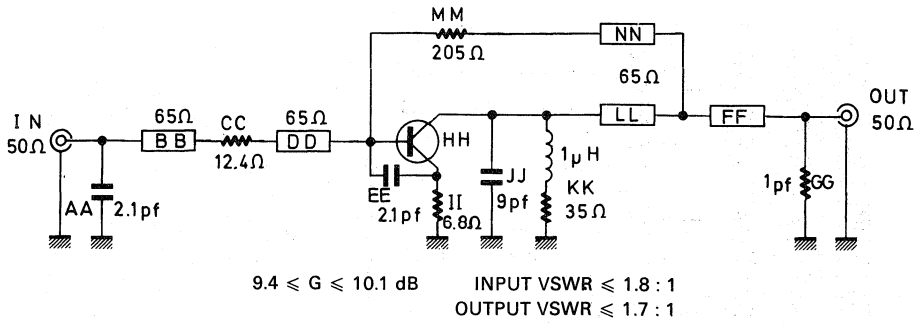 MM
NN
205Ω
65Ω
OUT
50Ω
IN
50Ω
65Ω
CC
65Ω
BB
12.4Ω
DD
HH
LL
FF
AA
2.1pf
EE
2.1pf
II
6.8Ω
JJ
9pf
1μH
KK
35Ω
1pf
GG
9.4 ≤ G ≤ 10.1 dB
INPUT VSWR ≤ 1.8 : 1
OUTPUT VSWR ≤ 1.7 : 1